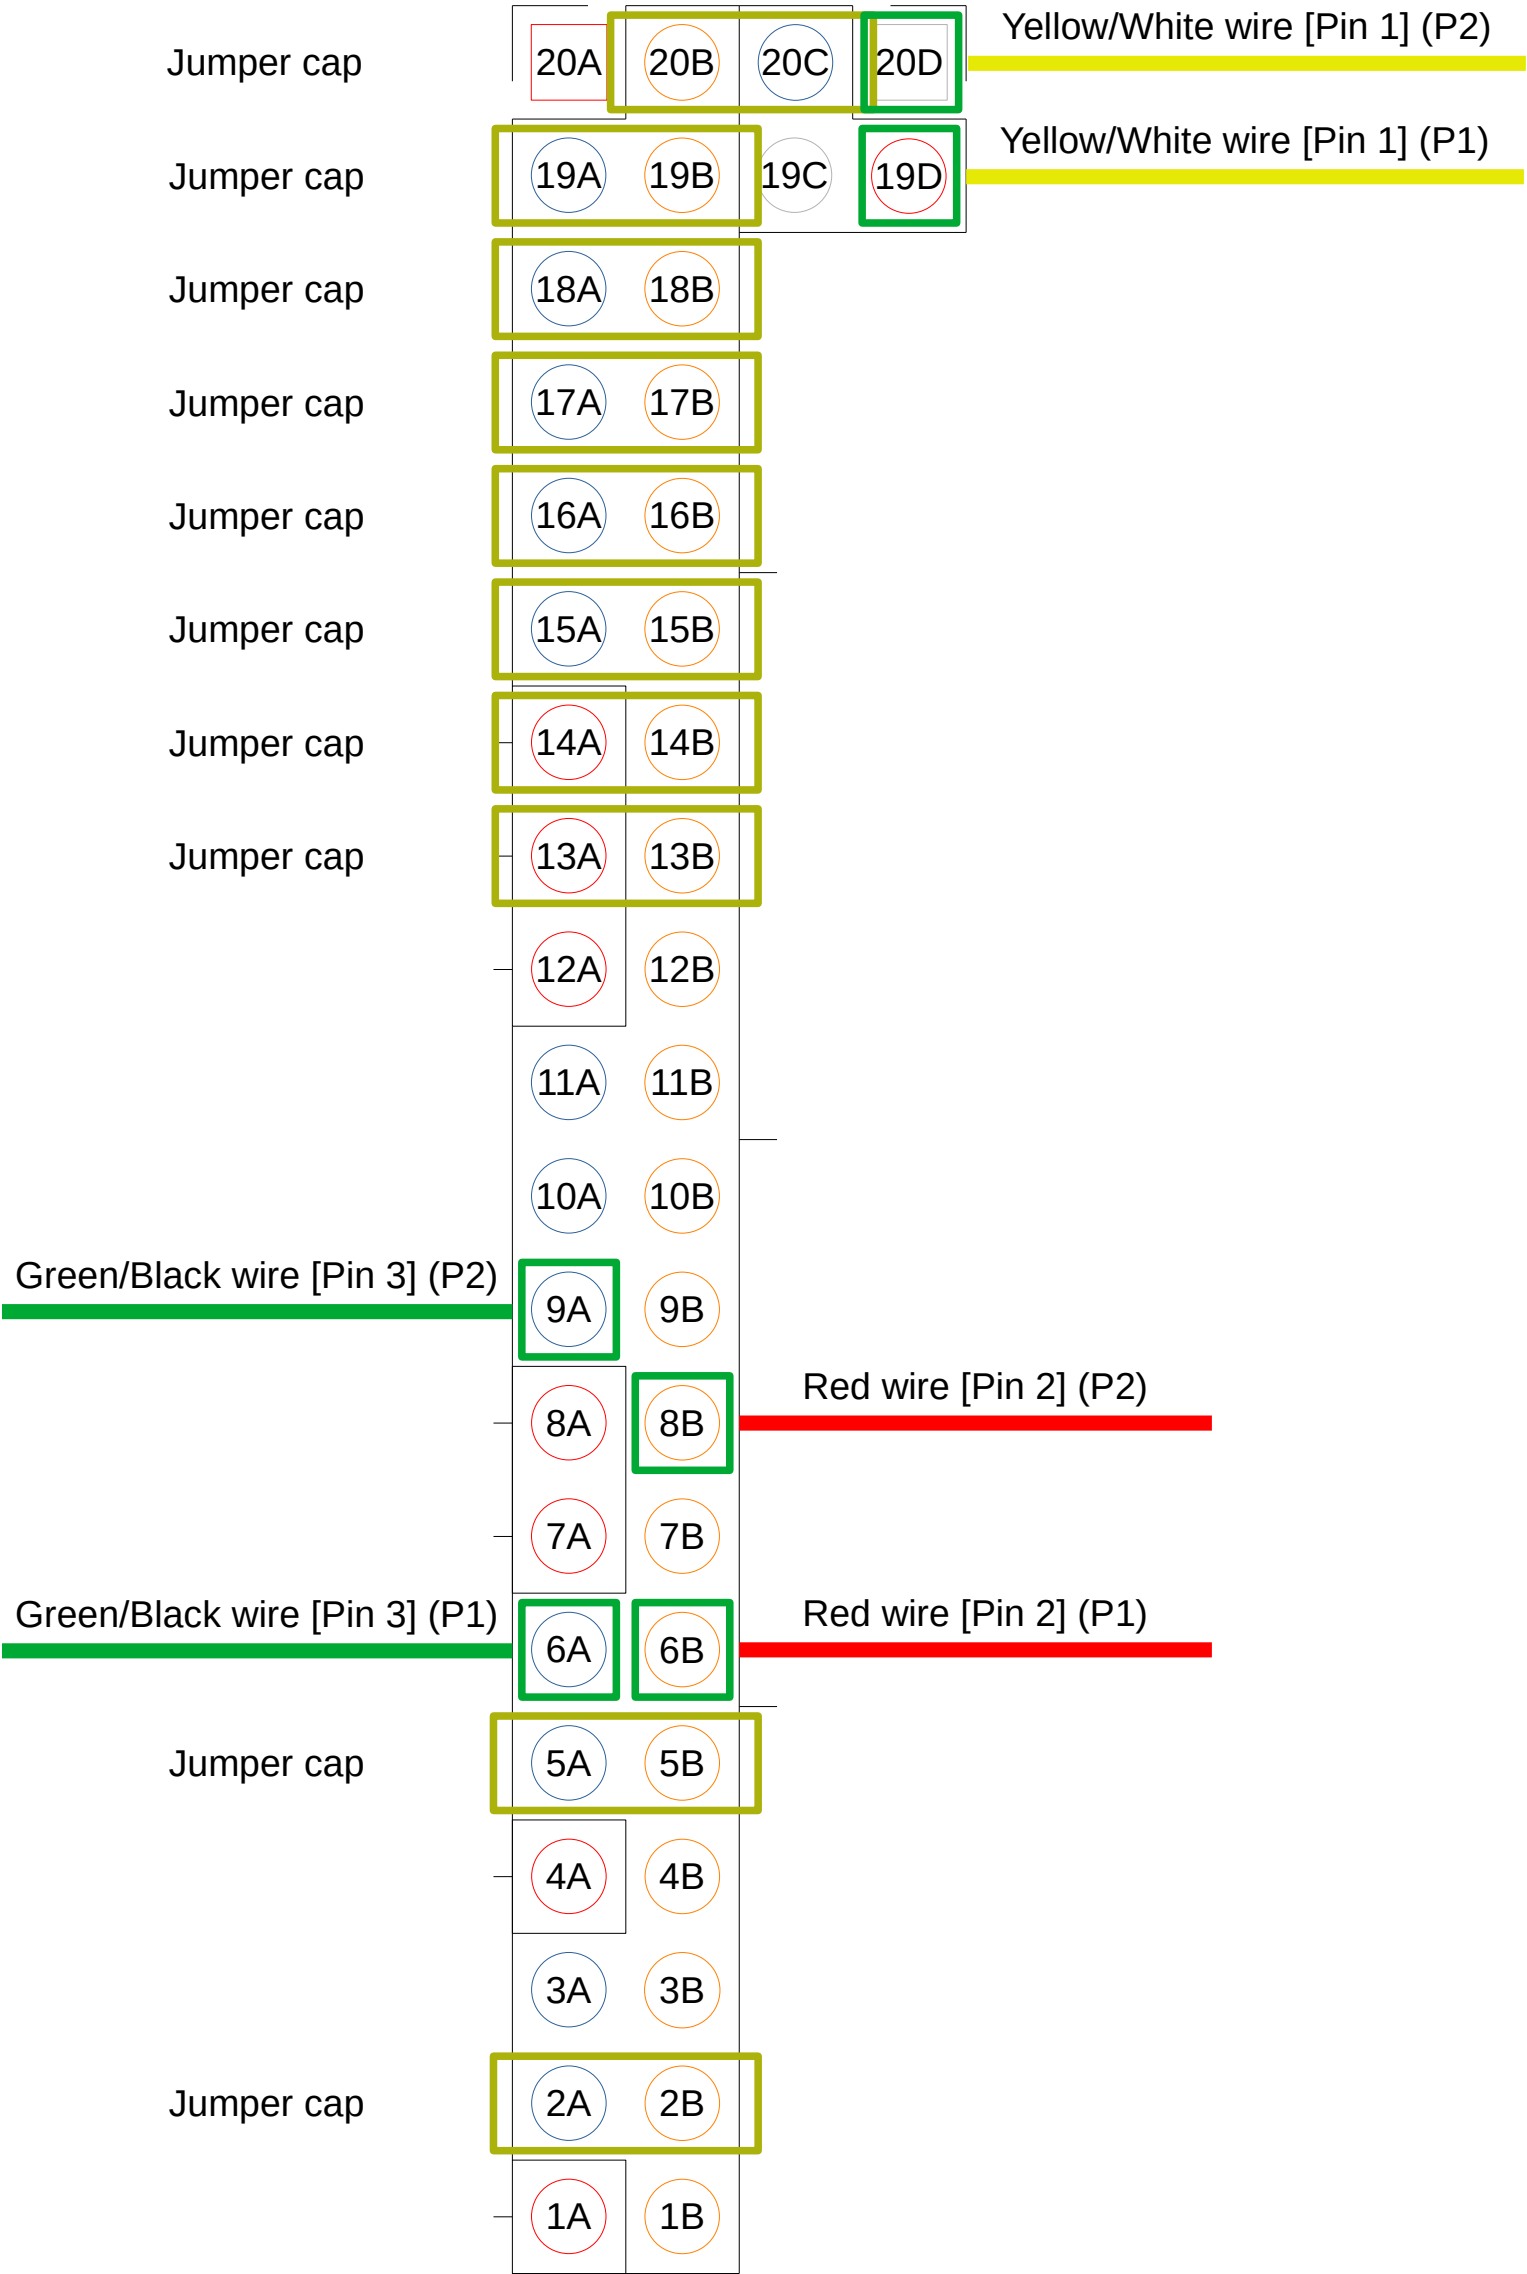 Yellow/White wire [Pin 1] (P2)
Jumper cap 20A 20B 20C 20D
Yellow/White wire [Pin 1] (P1)
Jumper cap 19A 19B 19C 19D
Jumper cap 18A 18B
Jumper cap 17A 17B
Jumper cap 16A 16B
Jumper cap 15A 15B
Jumper cap 14A 14B
Jumper cap 13A 13B
12A 12B
11A 11B
10A 10B
Green/Black wire [Pin 3] (P2)
9A 9B
Red wire [Pin 2] (P2)
8A 8B
7A 7B
Green/Black wire [Pin 3] (P1) Red wire [Pin 2] (P1)
6A 6B
Jumper cap 5A 5B
4A 4B
3A 3B
Jumper cap 2A 2B
1A 1B